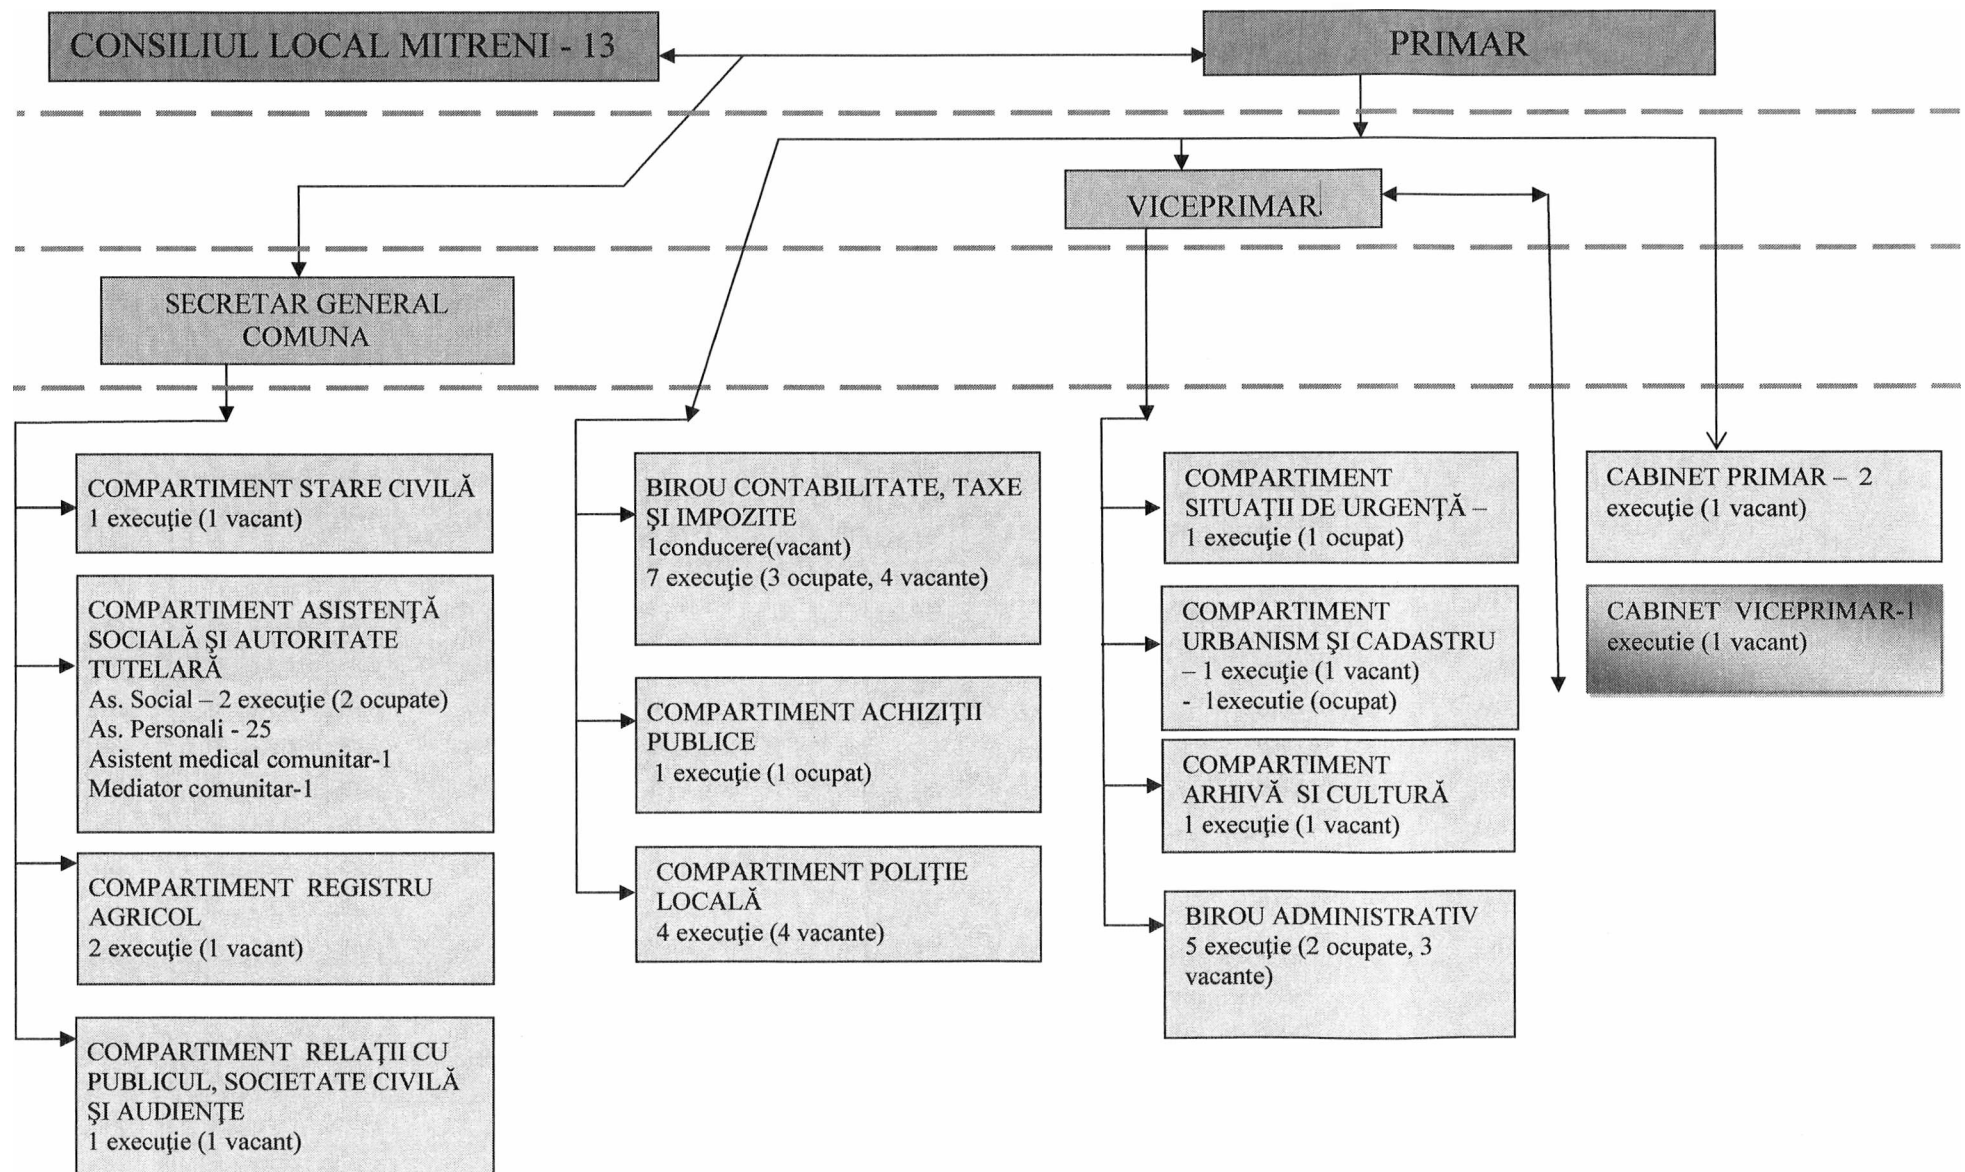 CONSILIUL LOCAL MITRENI - 13
PRIMAR
VICEPRIMAR
SECRETAR GENERAL
COMUNA
COMPARTIMENT STARE CIVILĂ
1 execuţie (1 vacant)
COMPARTIMENT ASISTENŢĂ
SOCIALĂ ŞI AUTORITATE
TUTELARĂ
As. Social – 2 execuţie (2 ocupate)
As. Personali - 25
Asistent medical comunitar-1
Mediator comunitar-1
COMPARTIMENT REGISTRU
AGRICOL
2 execuţie (1 vacant)
COMPARTIMENT RELAŢII CU
PUBLICUL, SOCIETATE CIVILĂ
ŞI AUDIENŢE
1 execuţie (1 vacant)
BIROU CONTABILITATE, TAXE
ŞI IMPOZITE
1conducere(vacant)
7 execuţie (3 ocupate, 4 vacante)
COMPARTIMENT ACHIZIŢII
PUBLICE
1 execuţie (1 ocupat)
COMPARTIMENT POLIŢIE
LOCALĂ
4 execuţie (4 vacante)
COMPARTIMENT
SITUAŢII DE URGENŢĂ –
1 execuţie (1 ocupat)
COMPARTIMENT
URBANISM ŞI CADASTRU
– 1 execuţie (1 vacant)
- 1executie (ocupat)
COMPARTIMENT
ARHIVĂ SI CULTURĂ
1 execuţie (1 vacant)
BIROU ADMINISTRATIV
5 execuţie (2 ocupate, 3
vacante)
CABINET PRIMAR – 2
execuţie (1 vacant)
CABINET VICEPRIMAR-1
executie (1 vacant)